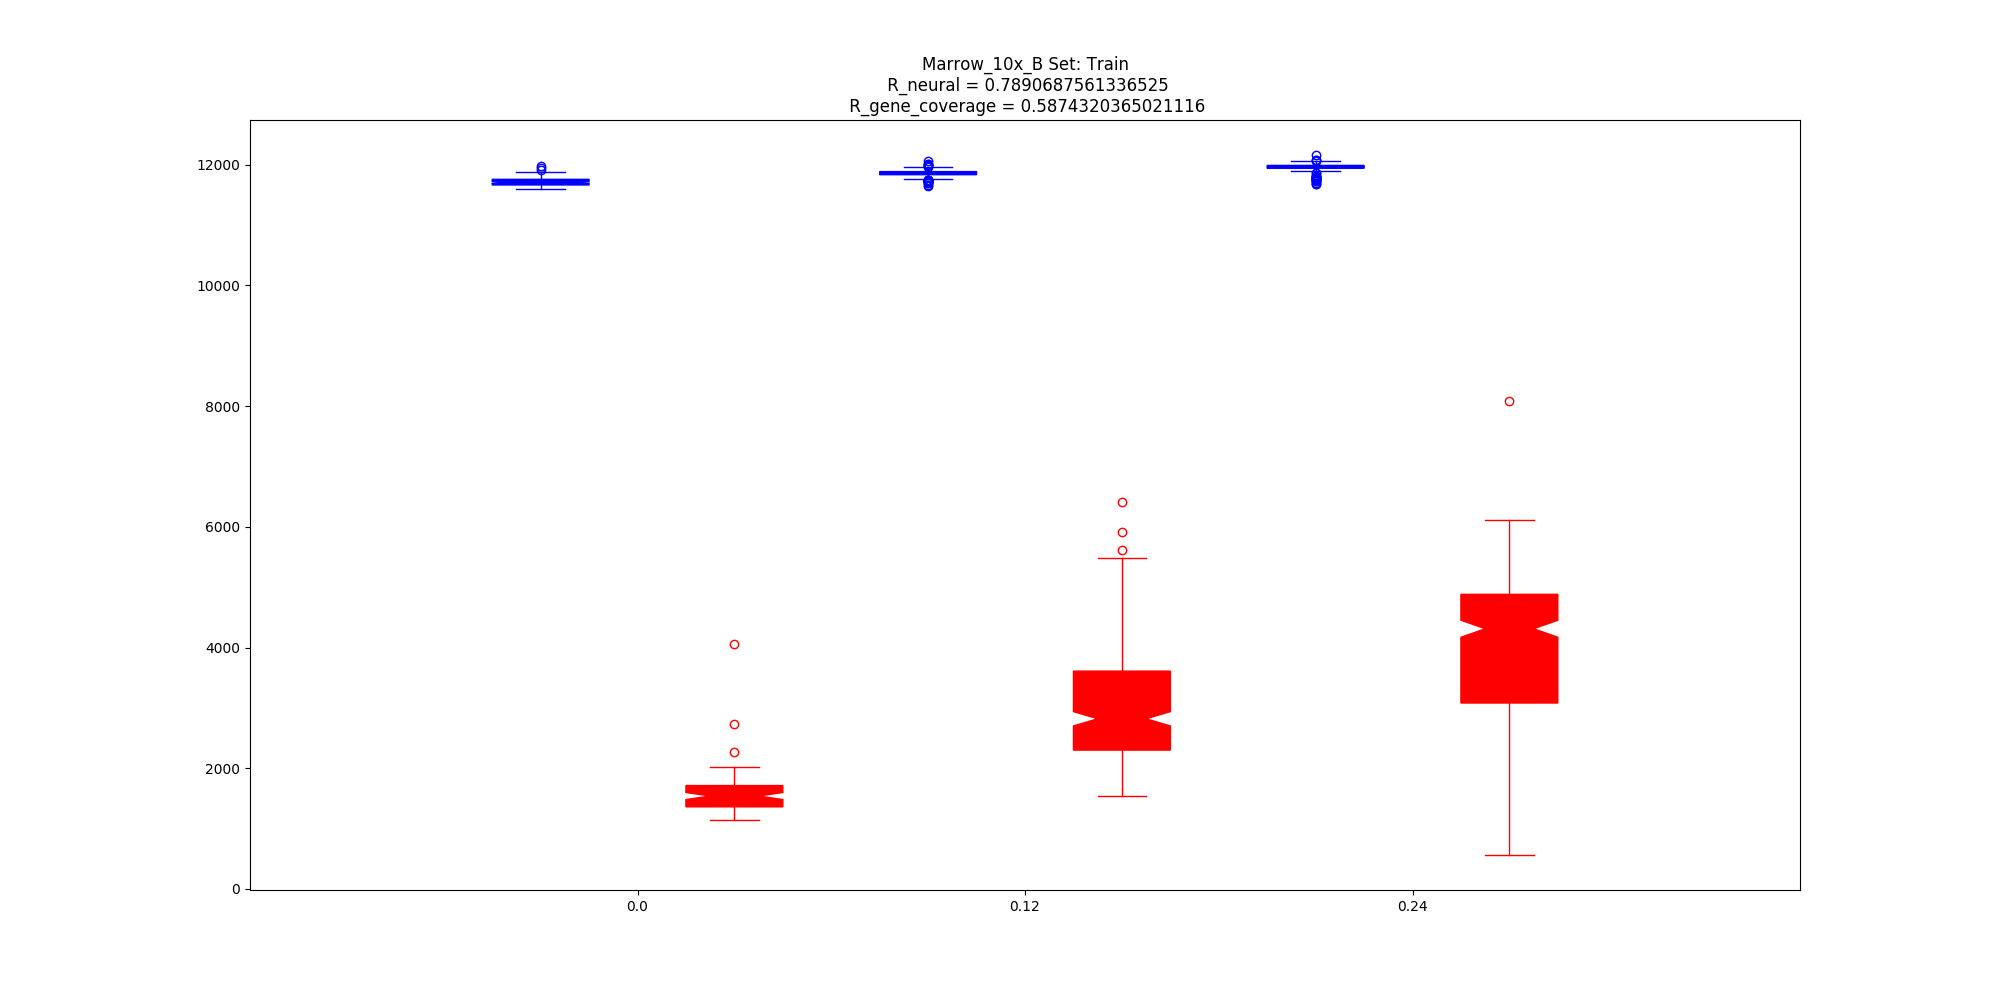 Marrow_10x_B Set: Train
R_neural = 0.7890687561336525
R_gene_coverage = 0.5874320365021116
12000
10000
8000
6000
4000
2000
0
0.0 0.12 0.24